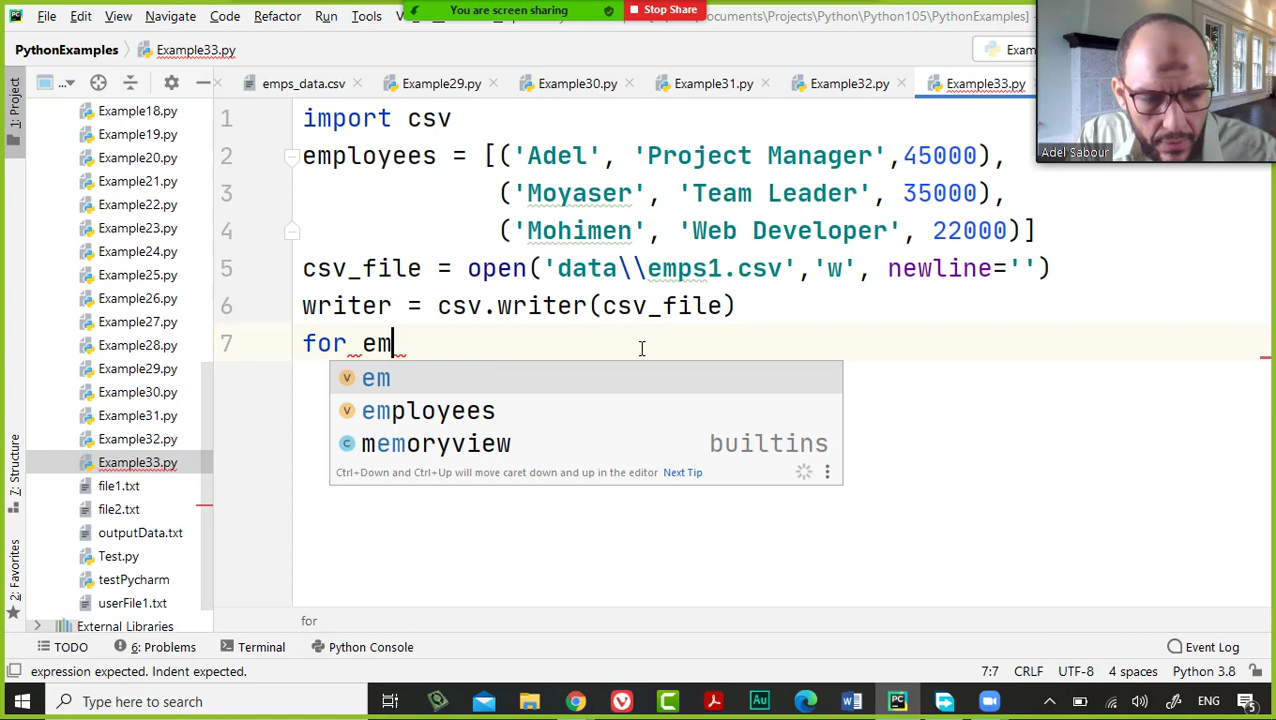 File Edit View Navigate Code Refactor Run Tools
You are screen sharing
Stop Share
\Documents\Projects\Python\Python105\PythonExamples]
PythonExamples
Example33.py
Exam
1: Project
...
emps_data.csv
Example29.py
Example30.py
Example31.py
Example32.py
Example33.py
Adel Sabour
Example18.py
Example19.py
Example20.py
Example21.py
Example22.py
Example23.py
Example24.py
Example25.py
Example26.py
Example27.py
Example28.py
Example29.py
Example30.py
Example31.py
Example32.py
Example33.py
file1.txt
file2.txt
outputData.txt
Test.py
testPycharm
userFile1.txt
External Libraries
7: Structure
2: Favorites
1 import csv
2 employees = [('Adel', 'Project Manager',45000),
3 ('Moyaser', 'Team Leader', 35000),
4 ('Mohimen', 'Web Developer', 22000)]
5 csv_file = open('data\\emps1.csv','w', newline='')
6 writer = csv.writer(csv_file)
7 for em
em
employees
memoryview builtins
Ctrl+Down and Ctrl+Up will move caret down and up in the editor Next Tip
for
TODO 6: Problems Terminal Python Console Event Log
expression expected. Indent expected. 7:7 CRLF UTF-8 4 spaces Python 3.8
Type here to search
ENG
5